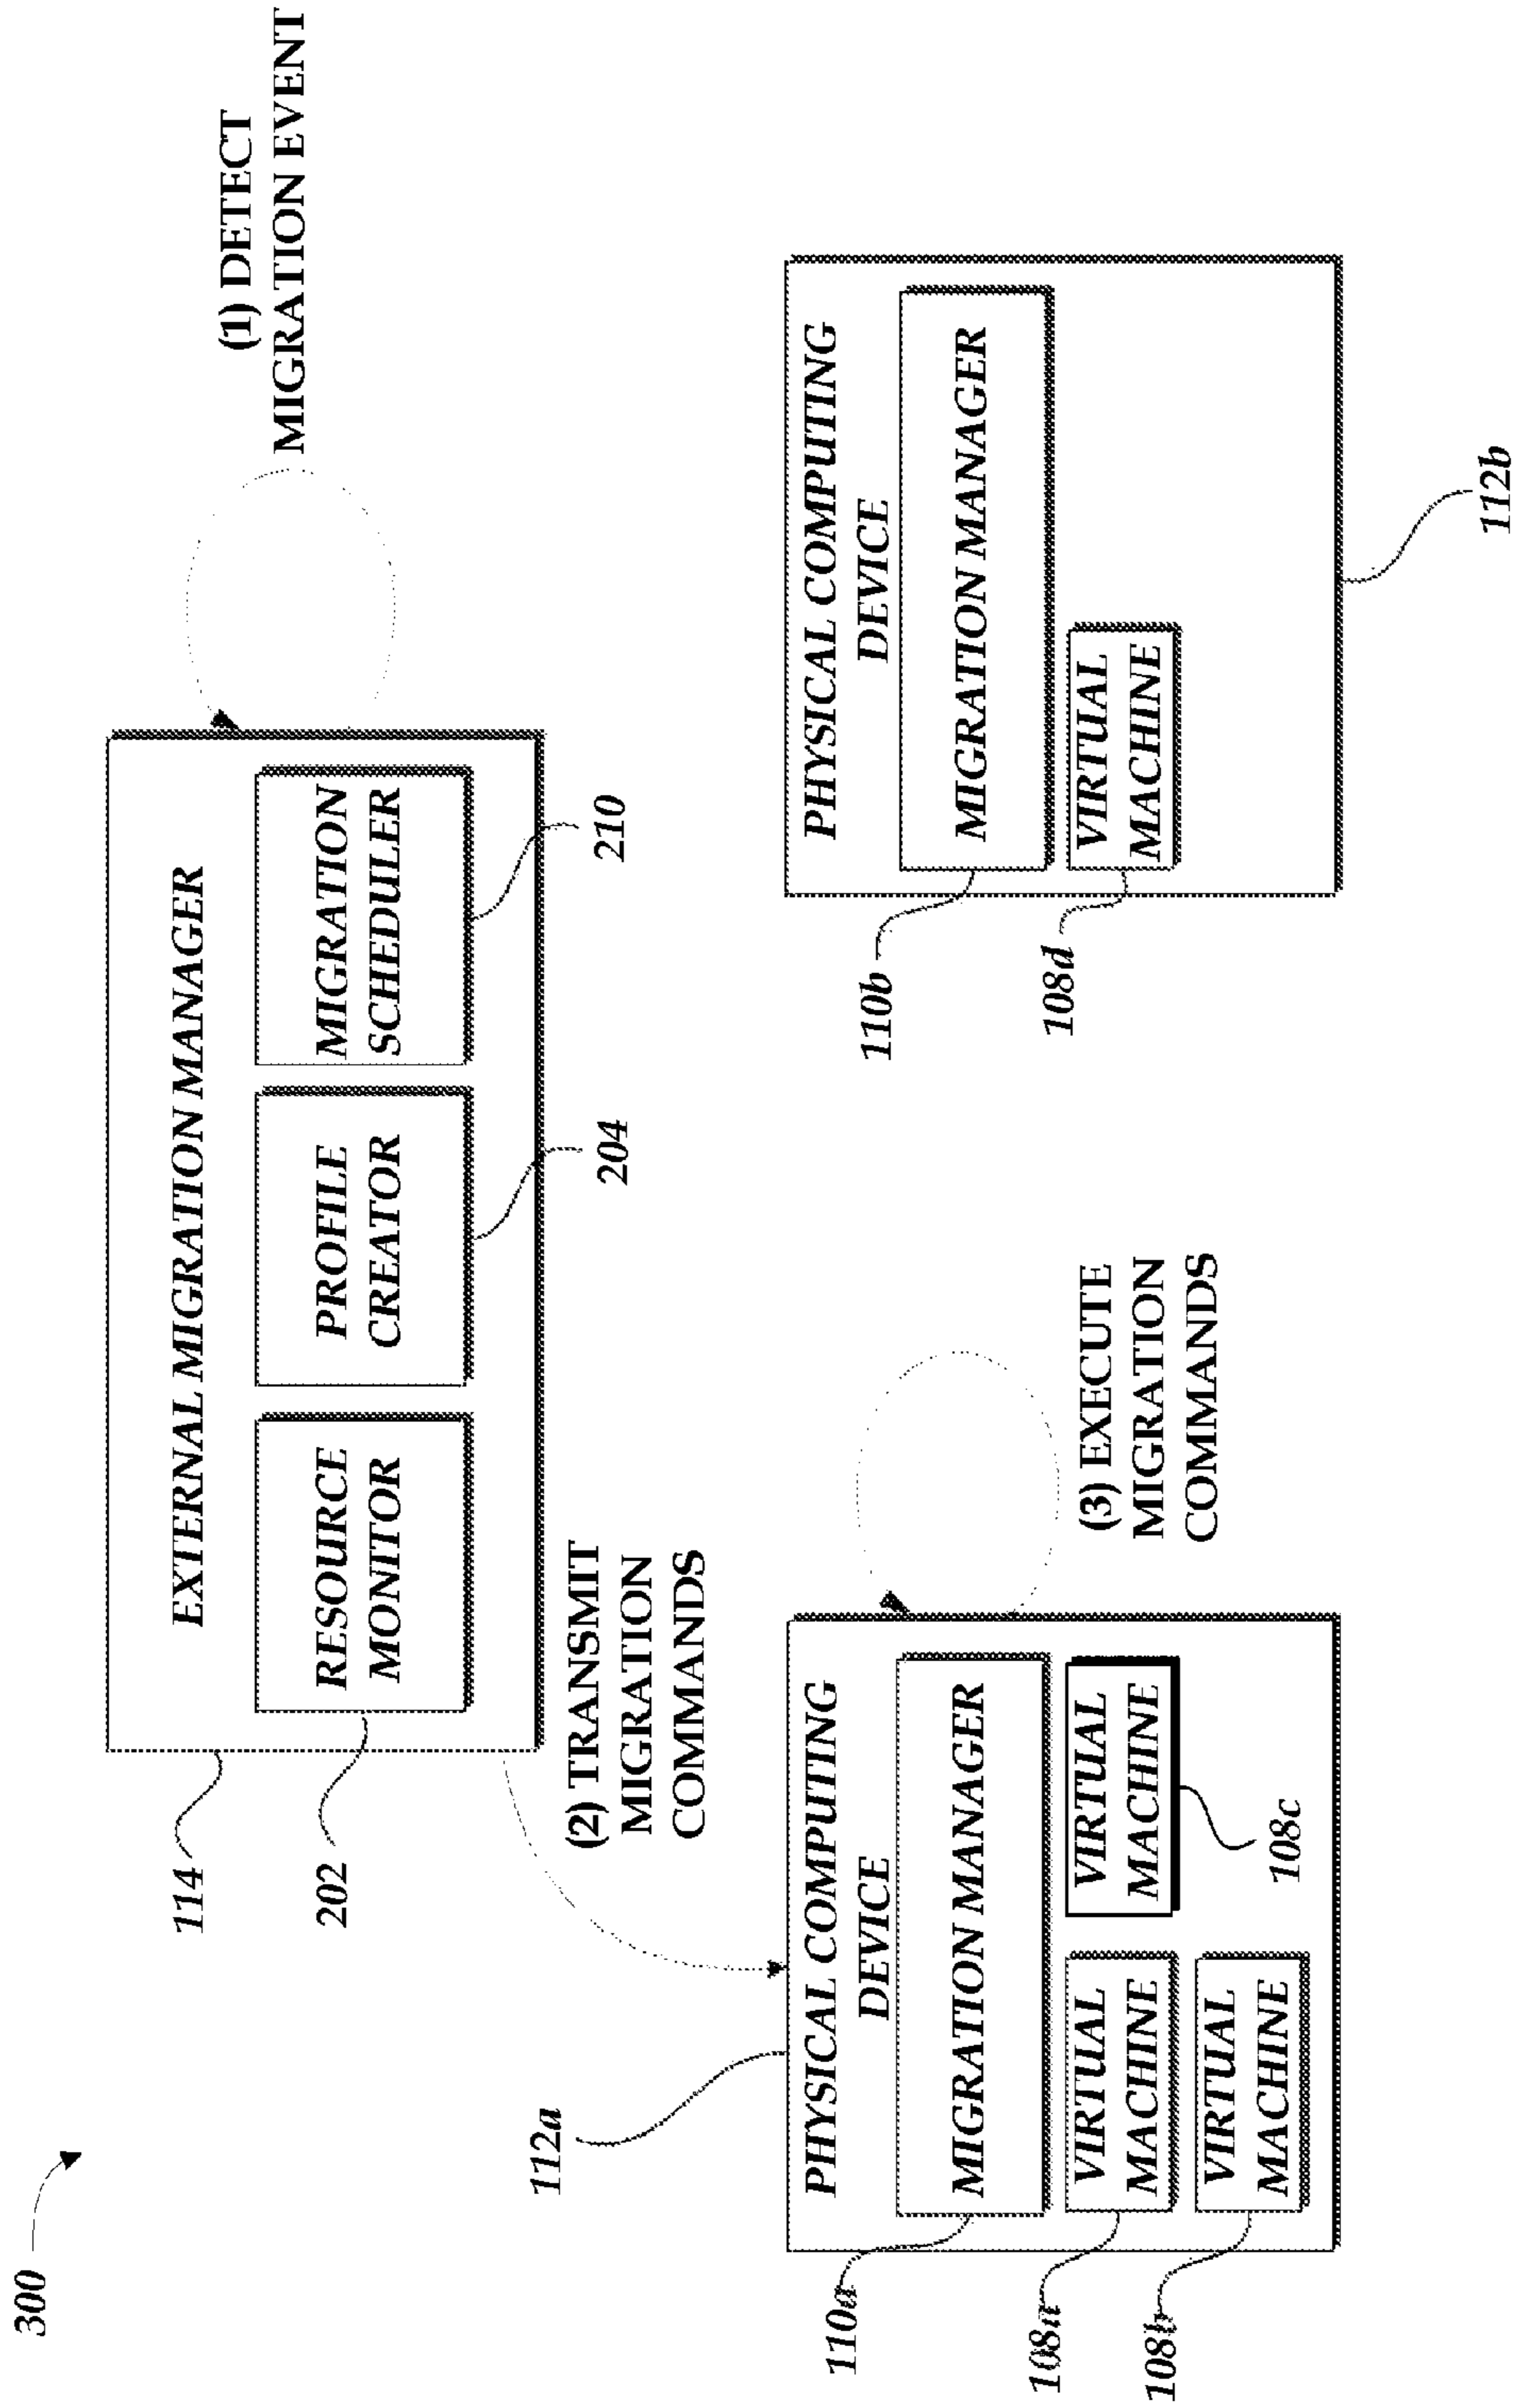 300
(1) DETECT
MIGRATION EVENT
EXTERNAL MIGRATION MANAGER
114
RESOURCE
MONITOR
202
PROFILE
CREATOR
204
MIGRATION
SCHEDULER
210
(2) TRANSMIT
MIGRATION
COMMANDS
112a
PHYSICAL COMPUTING
DEVICE
MIGRATION MANAGER
110a
VIRTUAL
MACHINE
108a
VIRTUAL
MACHINE
108b
VIRTUAL
MACHINE
108c
(3) EXECUTE
MIGRATION
COMMANDS
PHYSICAL COMPUTING
DEVICE
MIGRATION MANAGER
110b
VIRTUAL
MACHINE
108d
112b